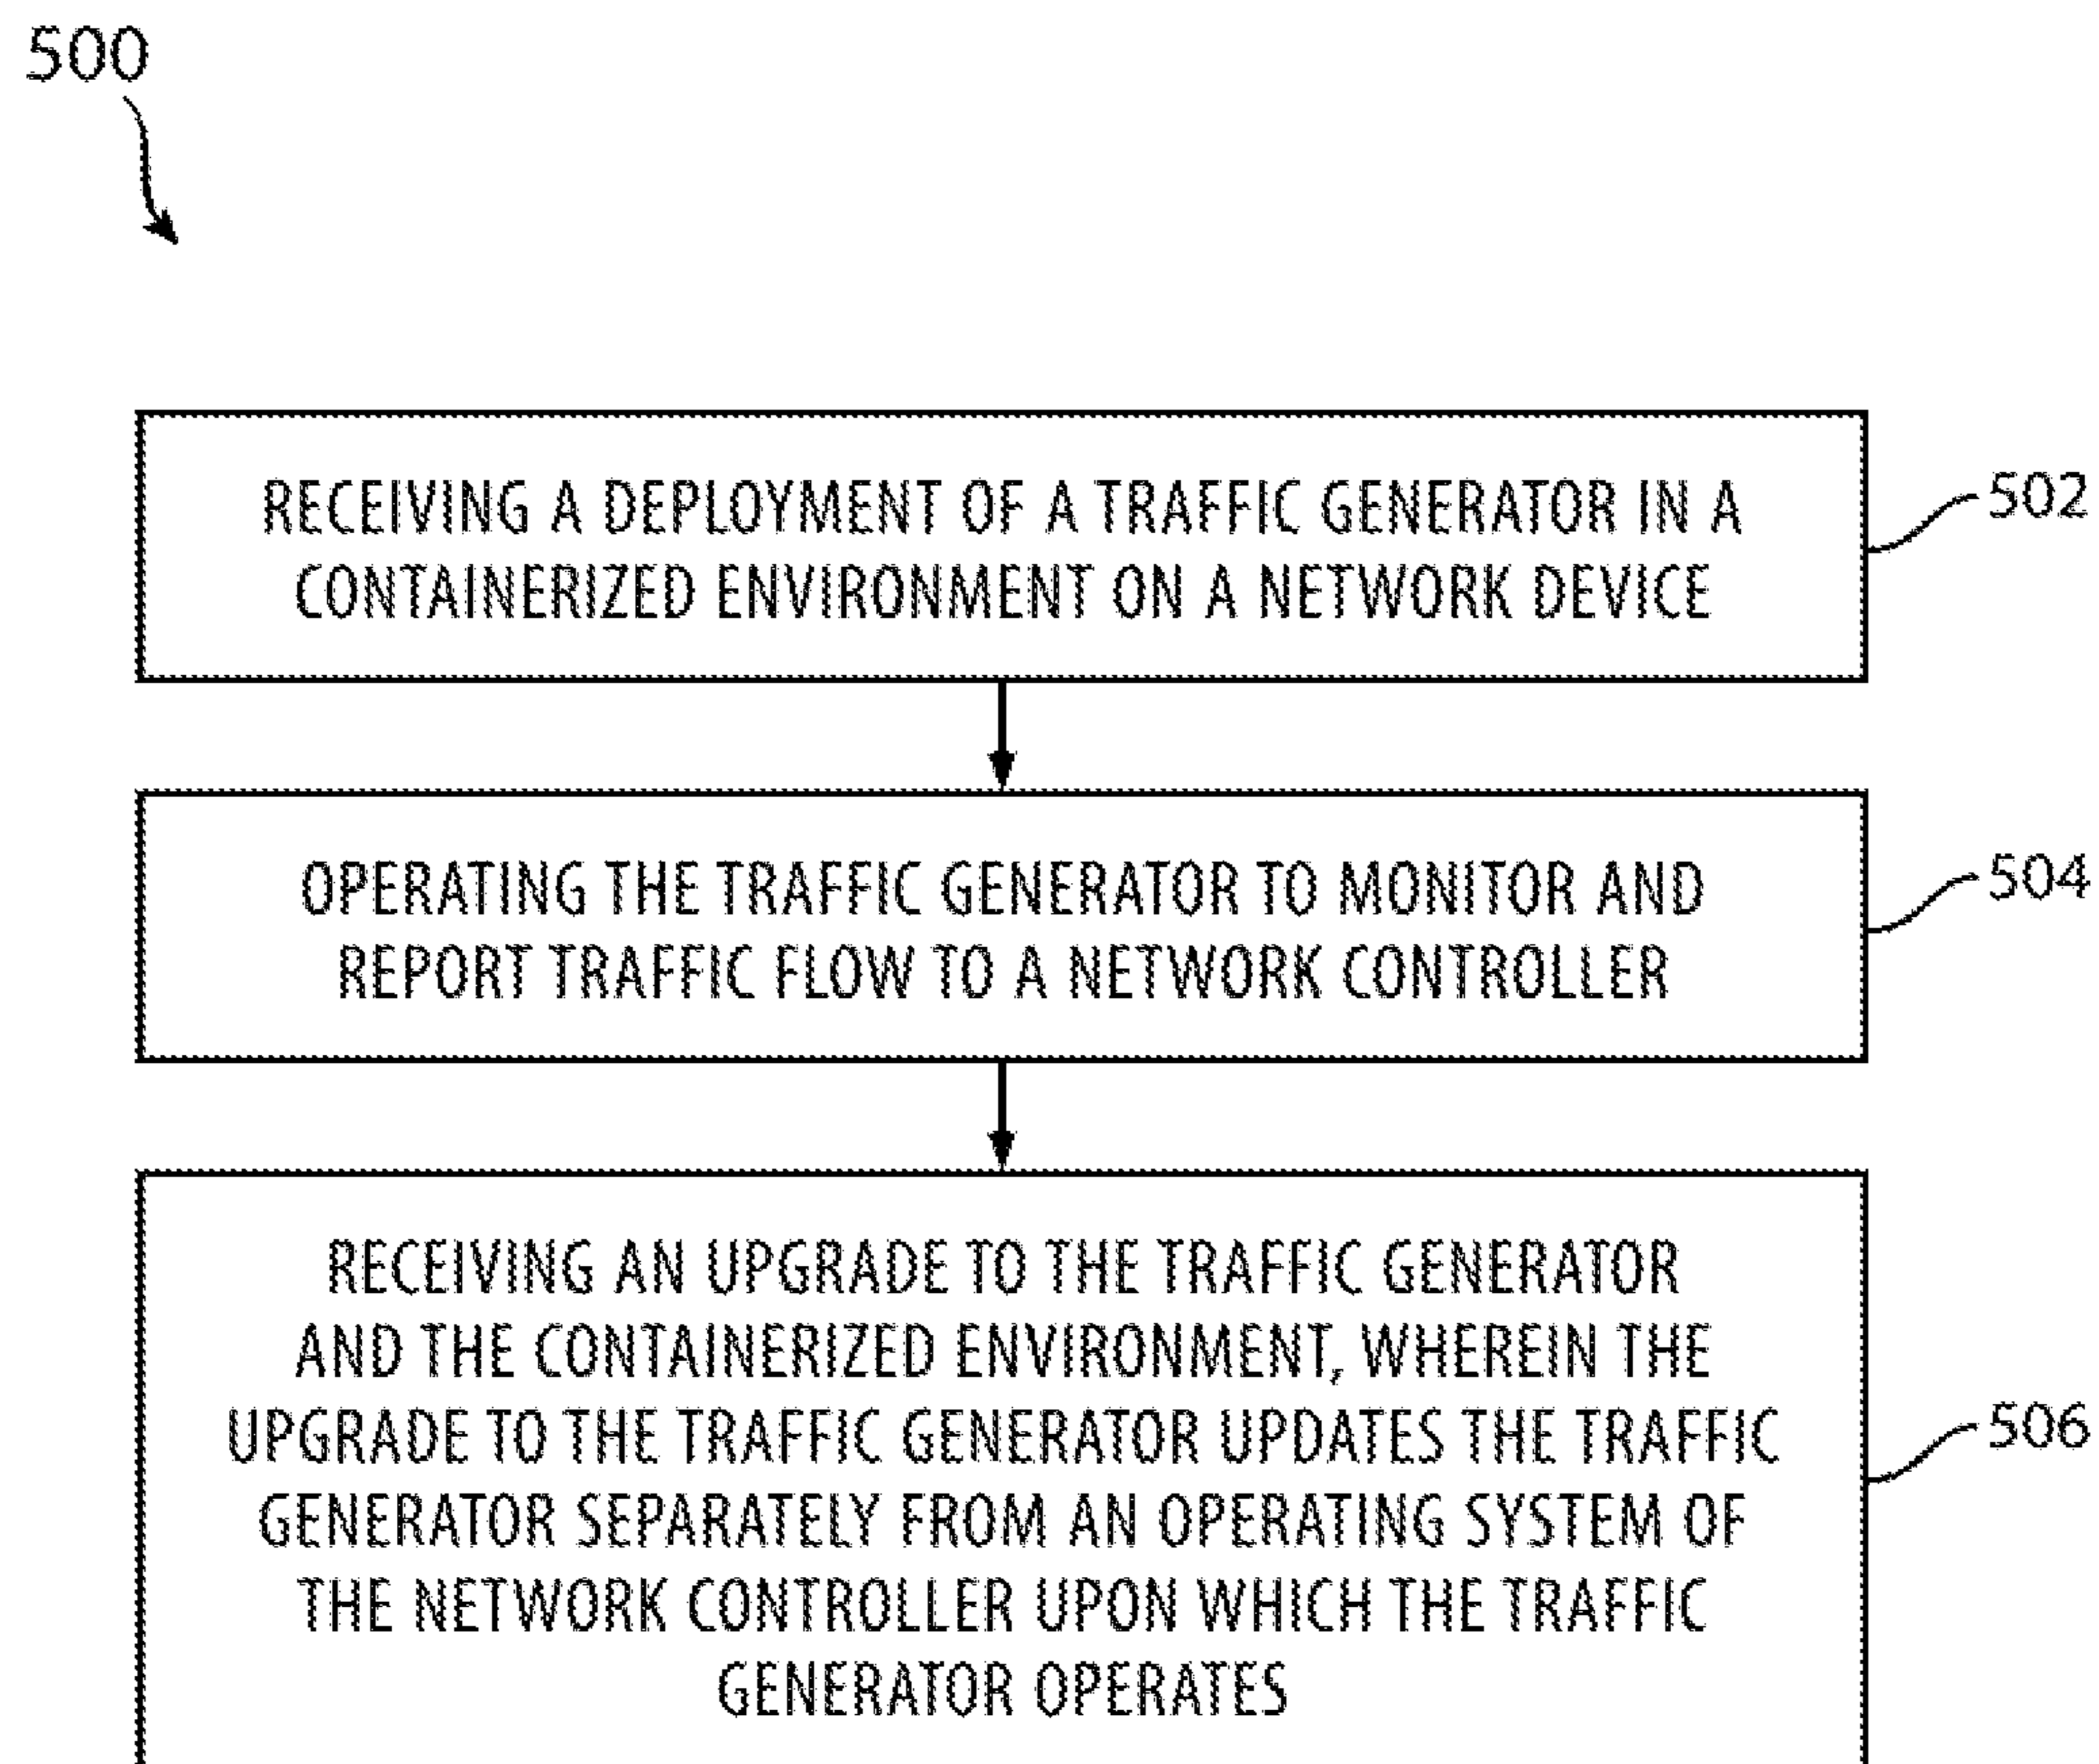 500
RECEIVING A DEPLOYMENT OF A TRAFFIC GENERATOR IN A
CONTAINERIZED ENVIRONMENT ON A NETWORK DEVICE
502
OPERATING THE TRAFFIC GENERATOR TO MONITOR AND
REPORT TRAFFIC FLOW TO A NETWORK CONTROLLER
504
RECEIVING AN UPGRADE TO THE TRAFFIC GENERATOR
AND THE CONTAINERIZED ENVIRONMENT, WHEREIN THE
UPGRADE TO THE TRAFFIC GENERATOR UPDATES THE TRAFFIC
GENERATOR SEPARATELY FROM AN OPERATING SYSTEM OF
THE NETWORK CONTROLLER UPON WHICH THE TRAFFIC
GENERATOR OPERATES
506